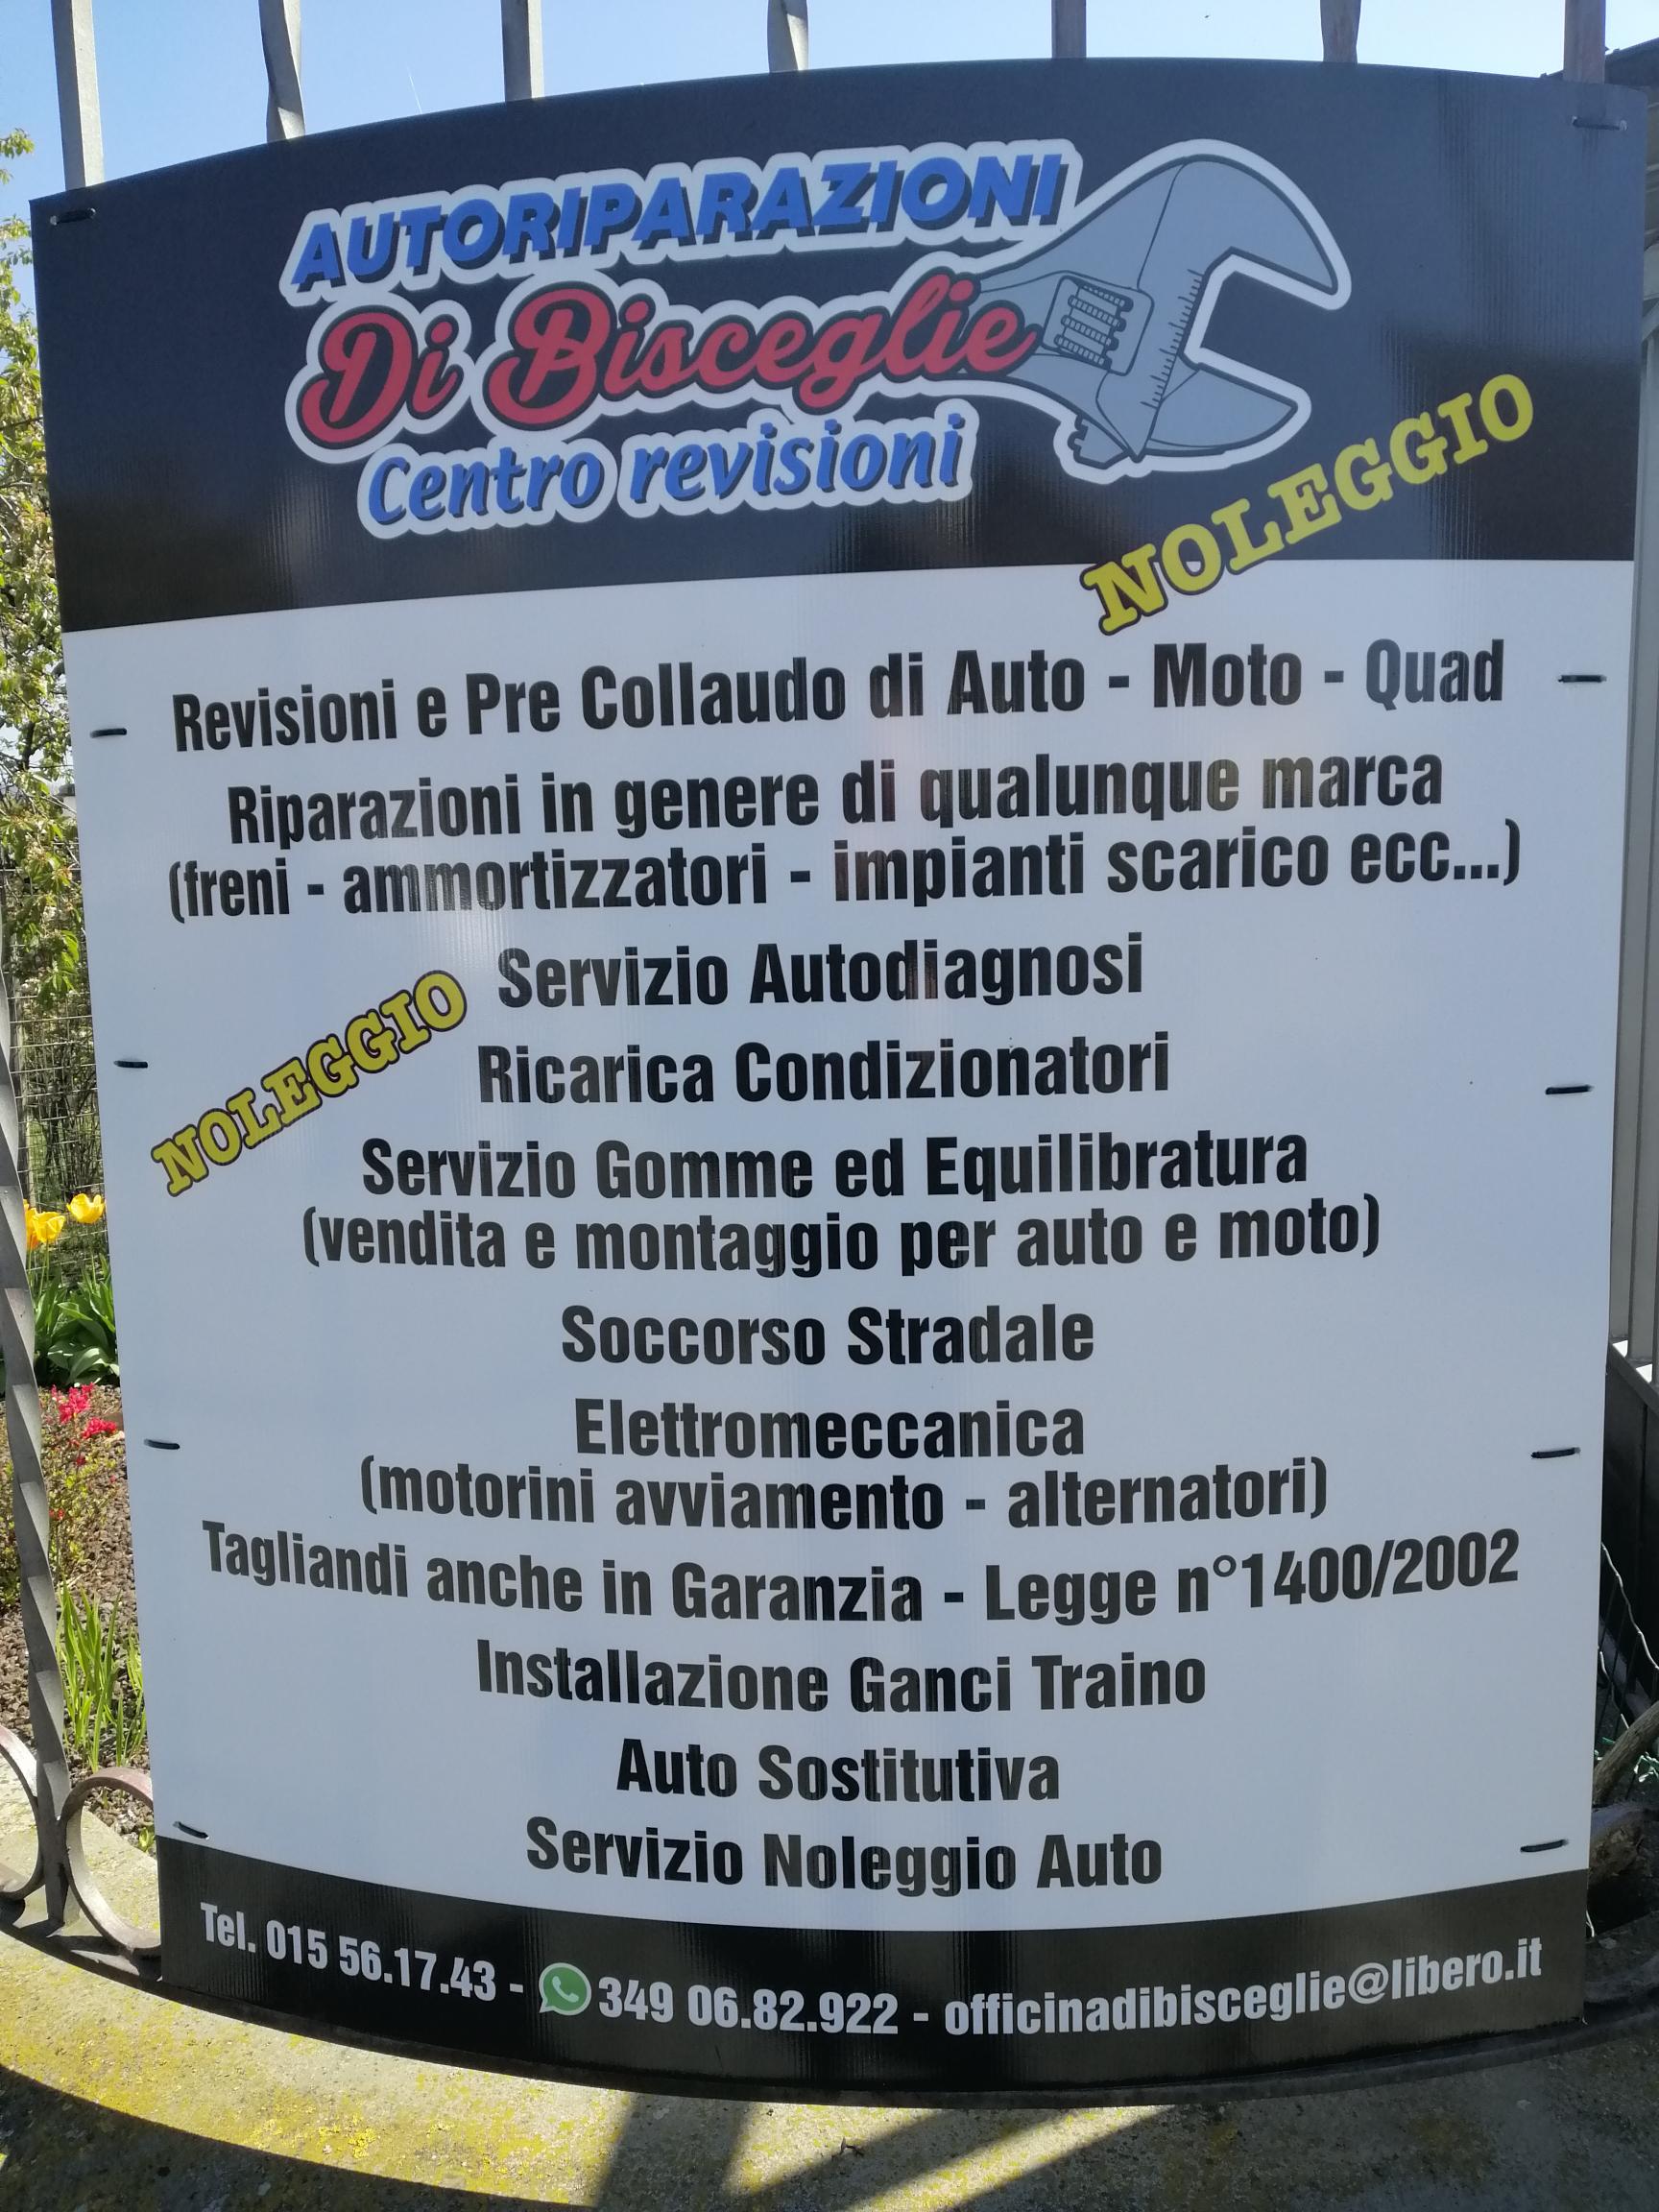 AUTORIPARAZIONI
Di Bisceglie
Centro revisioni
NOLEGGIO
Revisioni e Pre Collaudo di Auto - Moto - Quad
Riparazioni in genere di qualunque marca
(freni - ammortizzatori - impianti scarico ecc...)
Servizio Autodiagnosi
NOLEGGIO
Ricarica Condizionatori
Servizio Gomme ed Equilibratura
(vendita e montaggio per auto e moto)
Soccorso Stradale
Elettromeccanica
(motorini avviamento - alternatori)
Tagliandi anche in Garanzia - Legge n°1400/2002
Installazione Ganci Traino
Auto Sostitutiva
Servizio Noleggio Auto
Tel. 015 56.17.43 - 349 06.82.922 - officinadibisceglie@libero.it